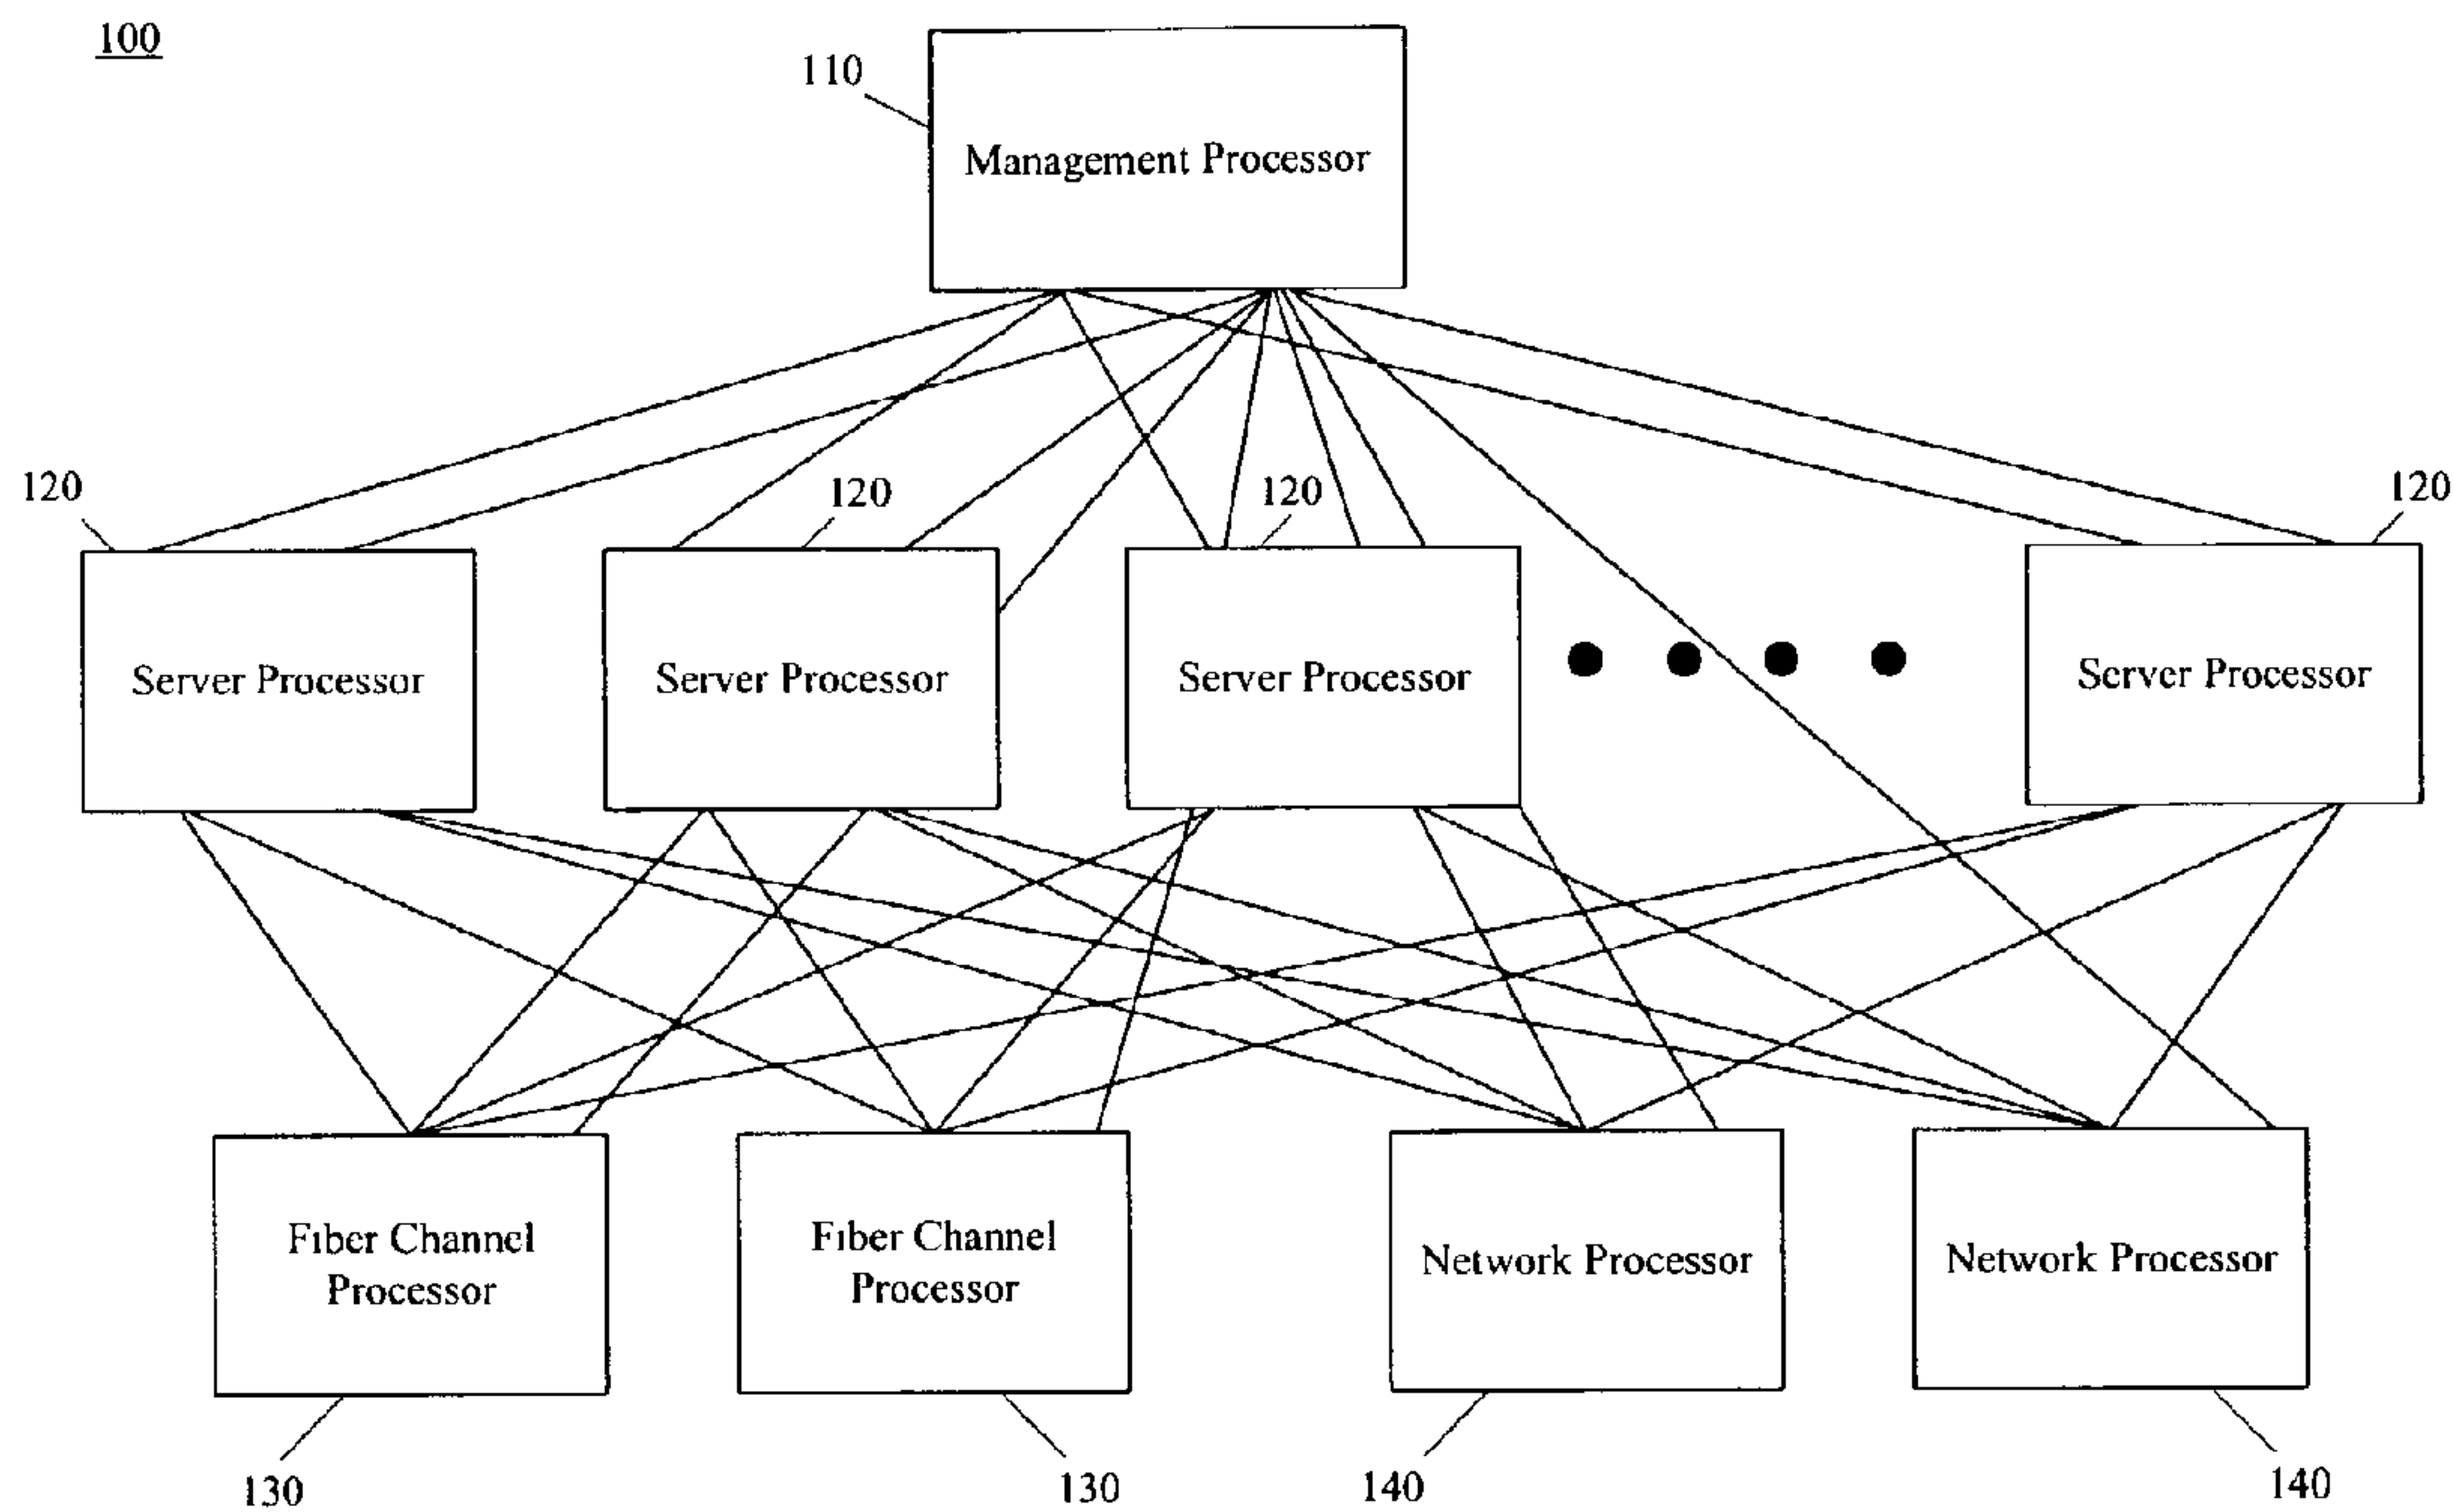 100
110
Management Processor
120
120
120
120
Server Processor
Server Processor
Server Processor
Server Processor
Fiber Channel
Processor
Fiber Channel
Processor
Network Processor
Network Processor
130
130
140
140